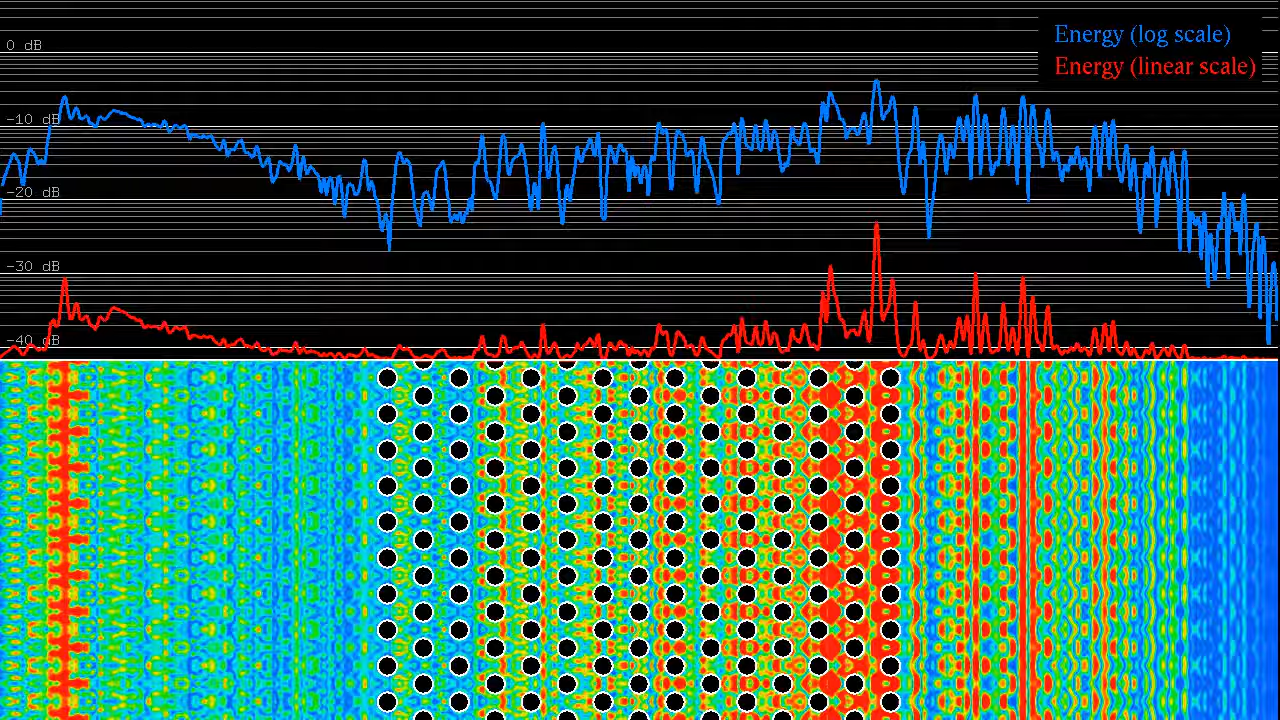 Energy (log scale)
0 dB
Energy (linear scale)
-10 dB
-20 dB
-30 dB
-40 dB